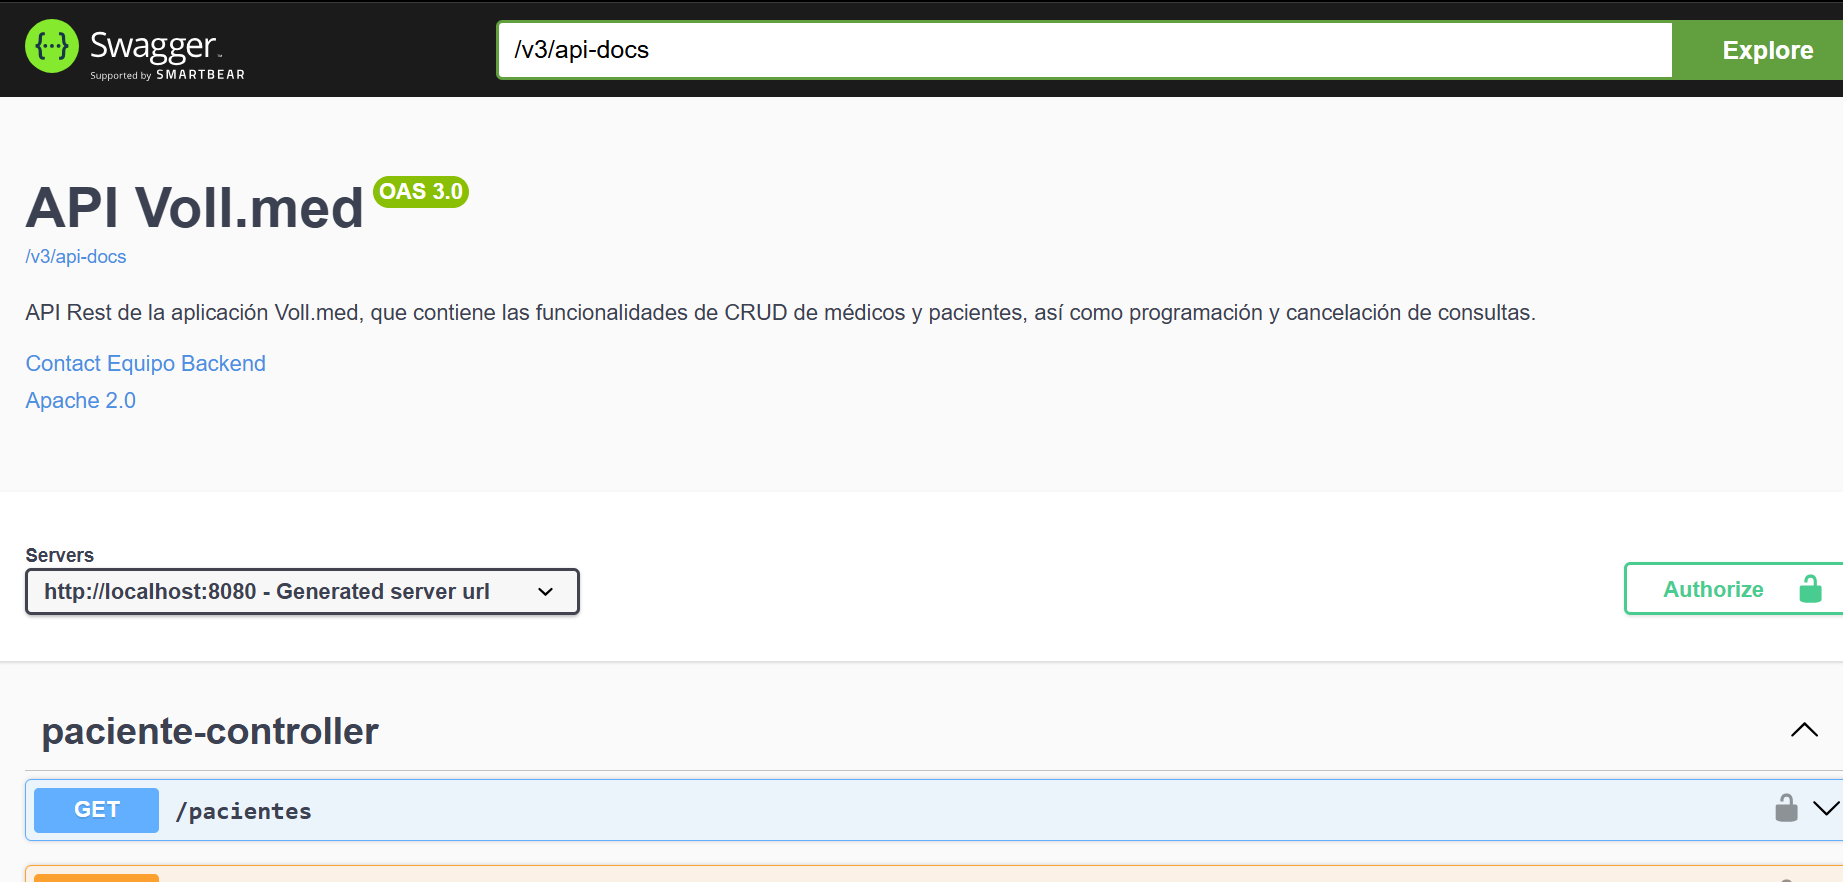 {···} Swagger™
Supported by SMARTBEAR
/v3/api-docs
Explore
API Voll.med
OAS 3.0
/v3/api-docs
API Rest de la aplicación Voll.med, que contiene las funcionalidades de CRUD de médicos y pacientes, así como programación y cancelación de consultas.
Contact Equipo Backend
Apache 2.0
Servers
http://localhost:8080 - Generated server url
Authorize
paciente-controller
GET /pacientes